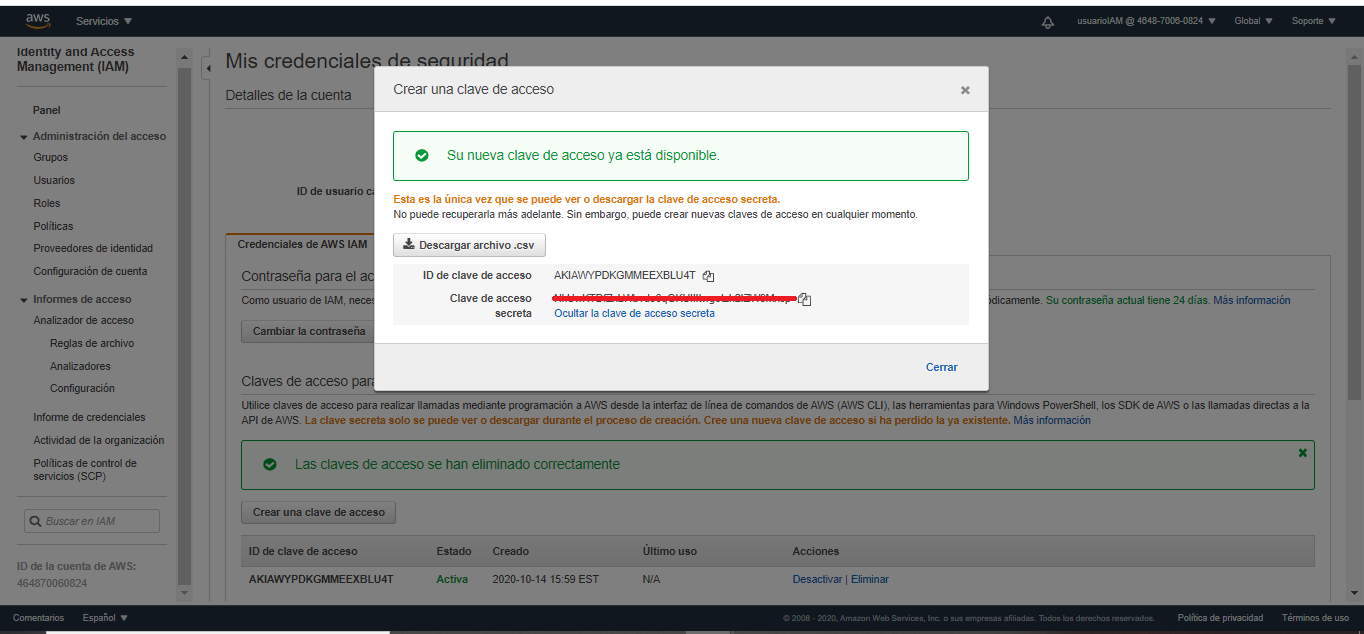 aws
Servicios
usuarioIAM @ 4648-7006-0824
Global
Soporte
Identity and Access
Management (IAM)
Panel
Administración del acceso
Grupos
Usuarios
Roles
Políticas
Proveedores de identidad
Configuración de cuenta
Informes de acceso
Analizador de acceso
Reglas de archivo
Analizadores
Configuración
Informe de credenciales
Actividad de la organización
Políticas de control de
servicios (SCP)
Buscar en IAM
ID de la cuenta de AWS:
464870060824
Mis credenciales de seguridad
Detalles de la cuenta
ID de usuario
Credenciales de AWS IAM
Contraseña para el
Como usuario de IAM,
Su contraseña actual tiene 24 días. Más información
Cambiar la contraseña
Claves de acceso
Crear una clave de acceso
Su nueva clave de acceso ya está disponible.
Esta es la única vez que se puede ver o descargar la clave de acceso secreta.
No puede recuperarla más adelante. Sin embargo, puede crear nuevas claves de acceso en cualquier momento.
Descargar archivo .csv
ID de clave de acceso AKIAWYPDKGMMEEXBLU4T
Clave de acceso
secreta
Ocultar la clave de acceso secreta
Cerrar
Utilice claves de acceso para realizar llamadas mediante programación a AWS desde la interfaz de línea de comandos de AWS (AWS CLI), las herramientas para Windows PowerShell, los SDK de AWS o las llamadas directas a la
API de AWS. La clave secreta solo se puede ver o descargar durante el proceso de creación. Cree una nueva clave de acceso si ha perdido la ya existente. Más información
Las claves de acceso se han eliminado correctamente
Crear una clave de acceso
ID de clave de acceso Estado Creado Último uso Acciones
AKIAWYPDKGMMEEXBLU4T Activa 2020-10-14 15:59 EST N/A Desactivar | Eliminar
Comentarios Español
© 2008 - 2020, Amazon Web Services, Inc. o sus empresas afiliadas. Todos los derechos reservados. Política de privacidad Términos de uso